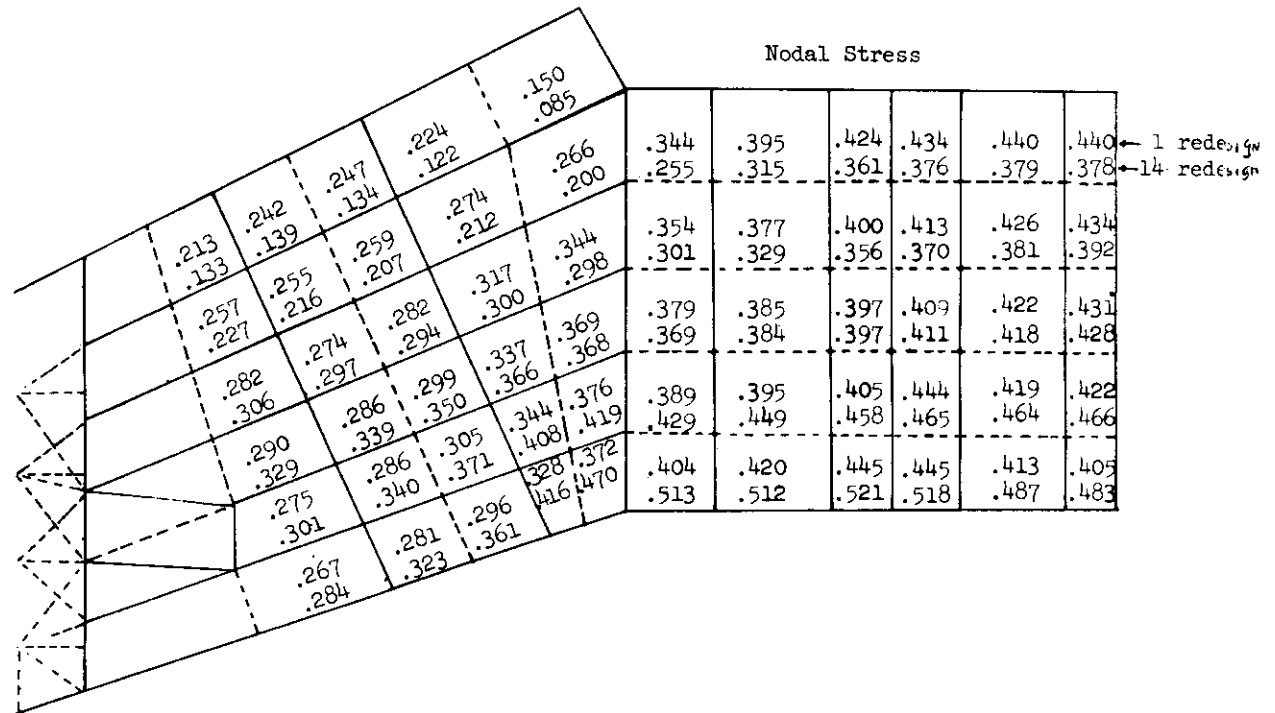 Nodal Stress
.344 .395 .424 .434 .440 .440 ← 1 redesign
.255 .315 .361 .376 .379 .378 ← 14 redesign
.354 .377 .400 .413 .426 .434
.301 .329 .356 .370 .381 .392
.379 .385 .397 .409 .422 .431
.369 .384 .397 .411 .418 .428
.389 .395 .405 .444 .419 .422
.429 .449 .458 .465 .464 .466
.404 .420 .445 .445 .413 .405
.513 .512 .521 .518 .487 .483
.213 .242 .247 .224 .150
.133 .139 .134 .122 .085
.257 .255 .259 .274 .266
.227 .216 .207 .212 .200
.282 .274 .282 .317 .344
.306 .297 .294 .300 .298
.290 .286 .299 .337 .369
.329 .339 .350 .366 .368
.275 .286 .305 .344 .376
.301 .340 .371 .408 .419
.267 .281 .296 .328 .372
.284 .323 .361 .416 .470